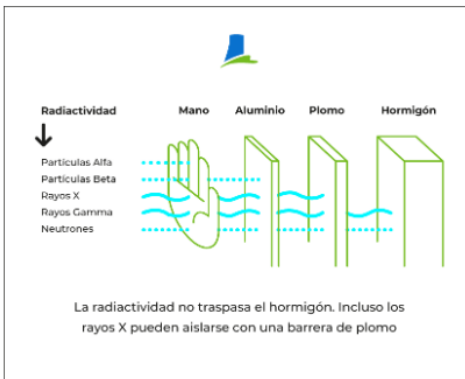 Radiactividad Mano Aluminio Plomo Hormigón
Partículas Alfa
Partículas Beta
Rayos X
Rayos Gamma
Neutrones
La radiactividad no traspasa el hormigón. Incluso los
rayos X pueden aislarse con una barrera de plomo